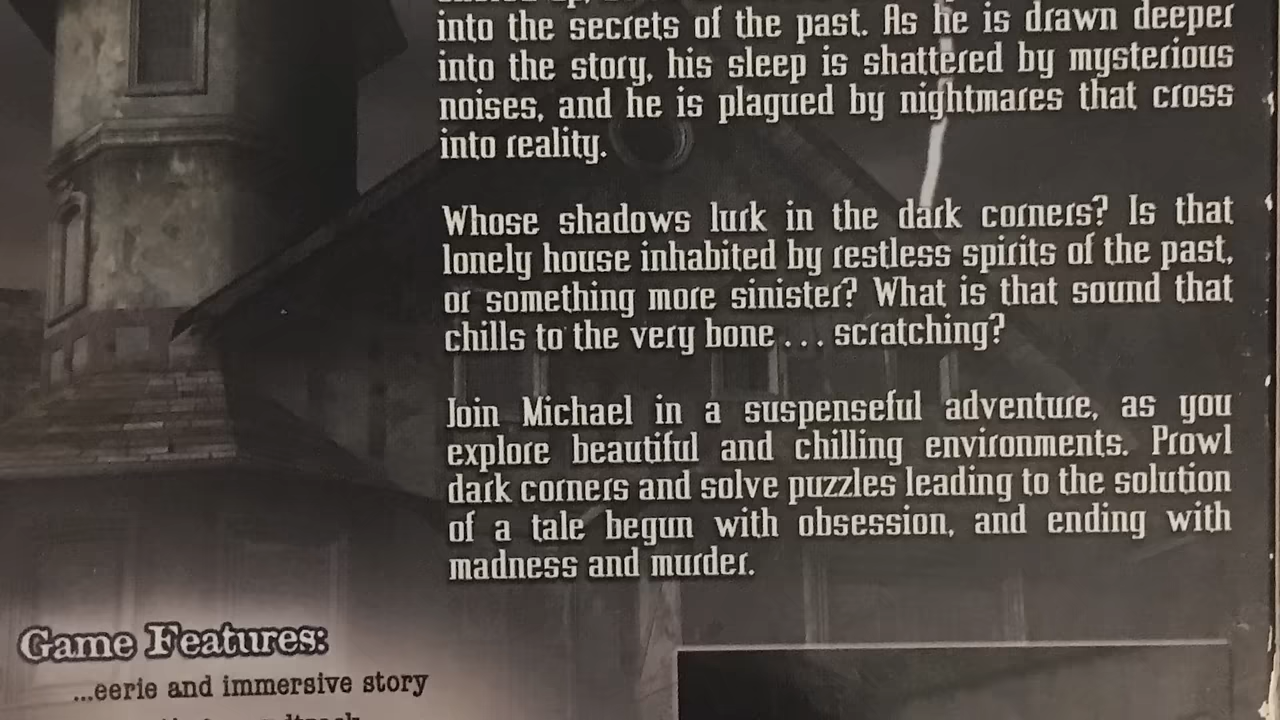 into the secrets of the past. As he is drawn deeper
into the story, his sleep is shattered by mysterious
noises, and he is plagued by nightmares that cross
into reality.
Whose shadows lurk in the dark corners? Is that
lonely house inhabited by restless spirits of the past,
or something more sinister? What is that sound that
chills to the very bone . . . scratching?
Join Michael in a suspenseful adventure, as you
explore beautiful and chilling environments. Prowl
dark corners and solve puzzles leading to the solution
of a tale begun with obsession, and ending with
madness and murder.
Game Features:
...eerie and immersive story